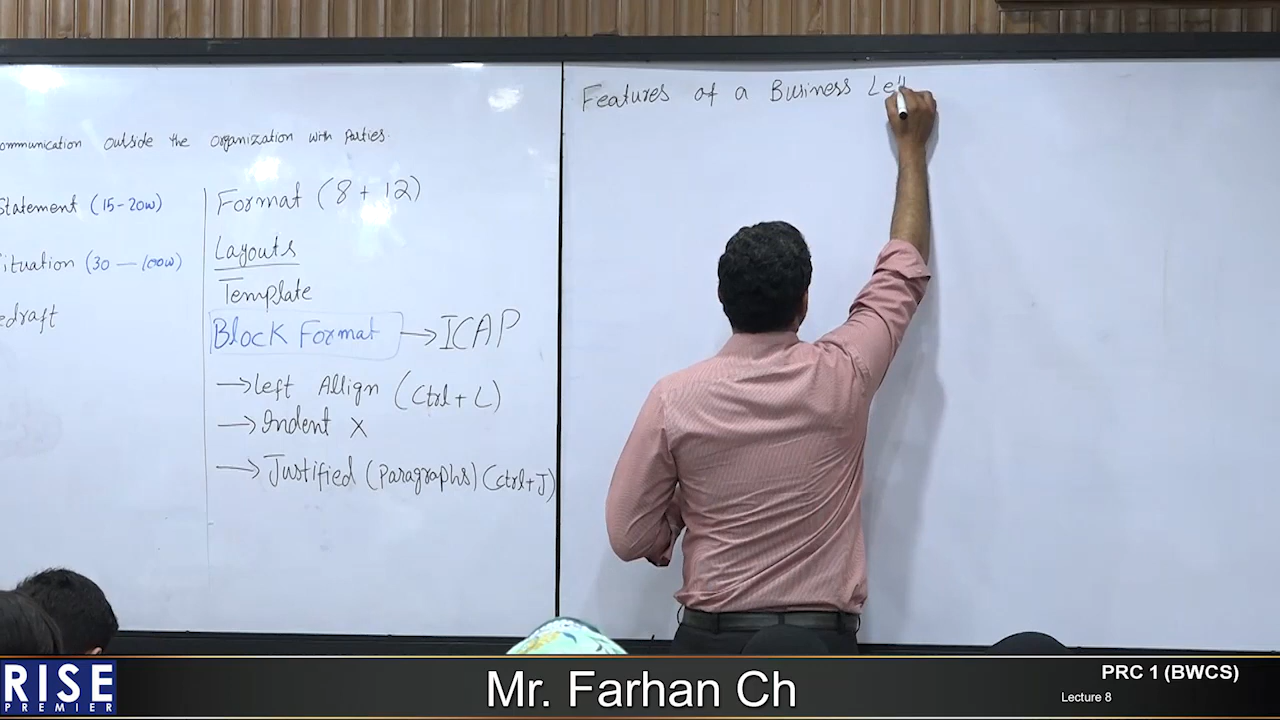 ommunication outside the organization with parties.
Statement (15-20w)
ituation (30 — 100w)
edraft
Format (8 + 12)
Layouts
Template
Block Format → ICAP
→ Left Allign (Ctrl + L)
→ Indent X
→ Justified (Paragraphs) (Ctrl+J)
Features of a Business Lett
RISE
PREMIER
Mr. Farhan Ch
PRC 1 (BWCS)
Lecture 8